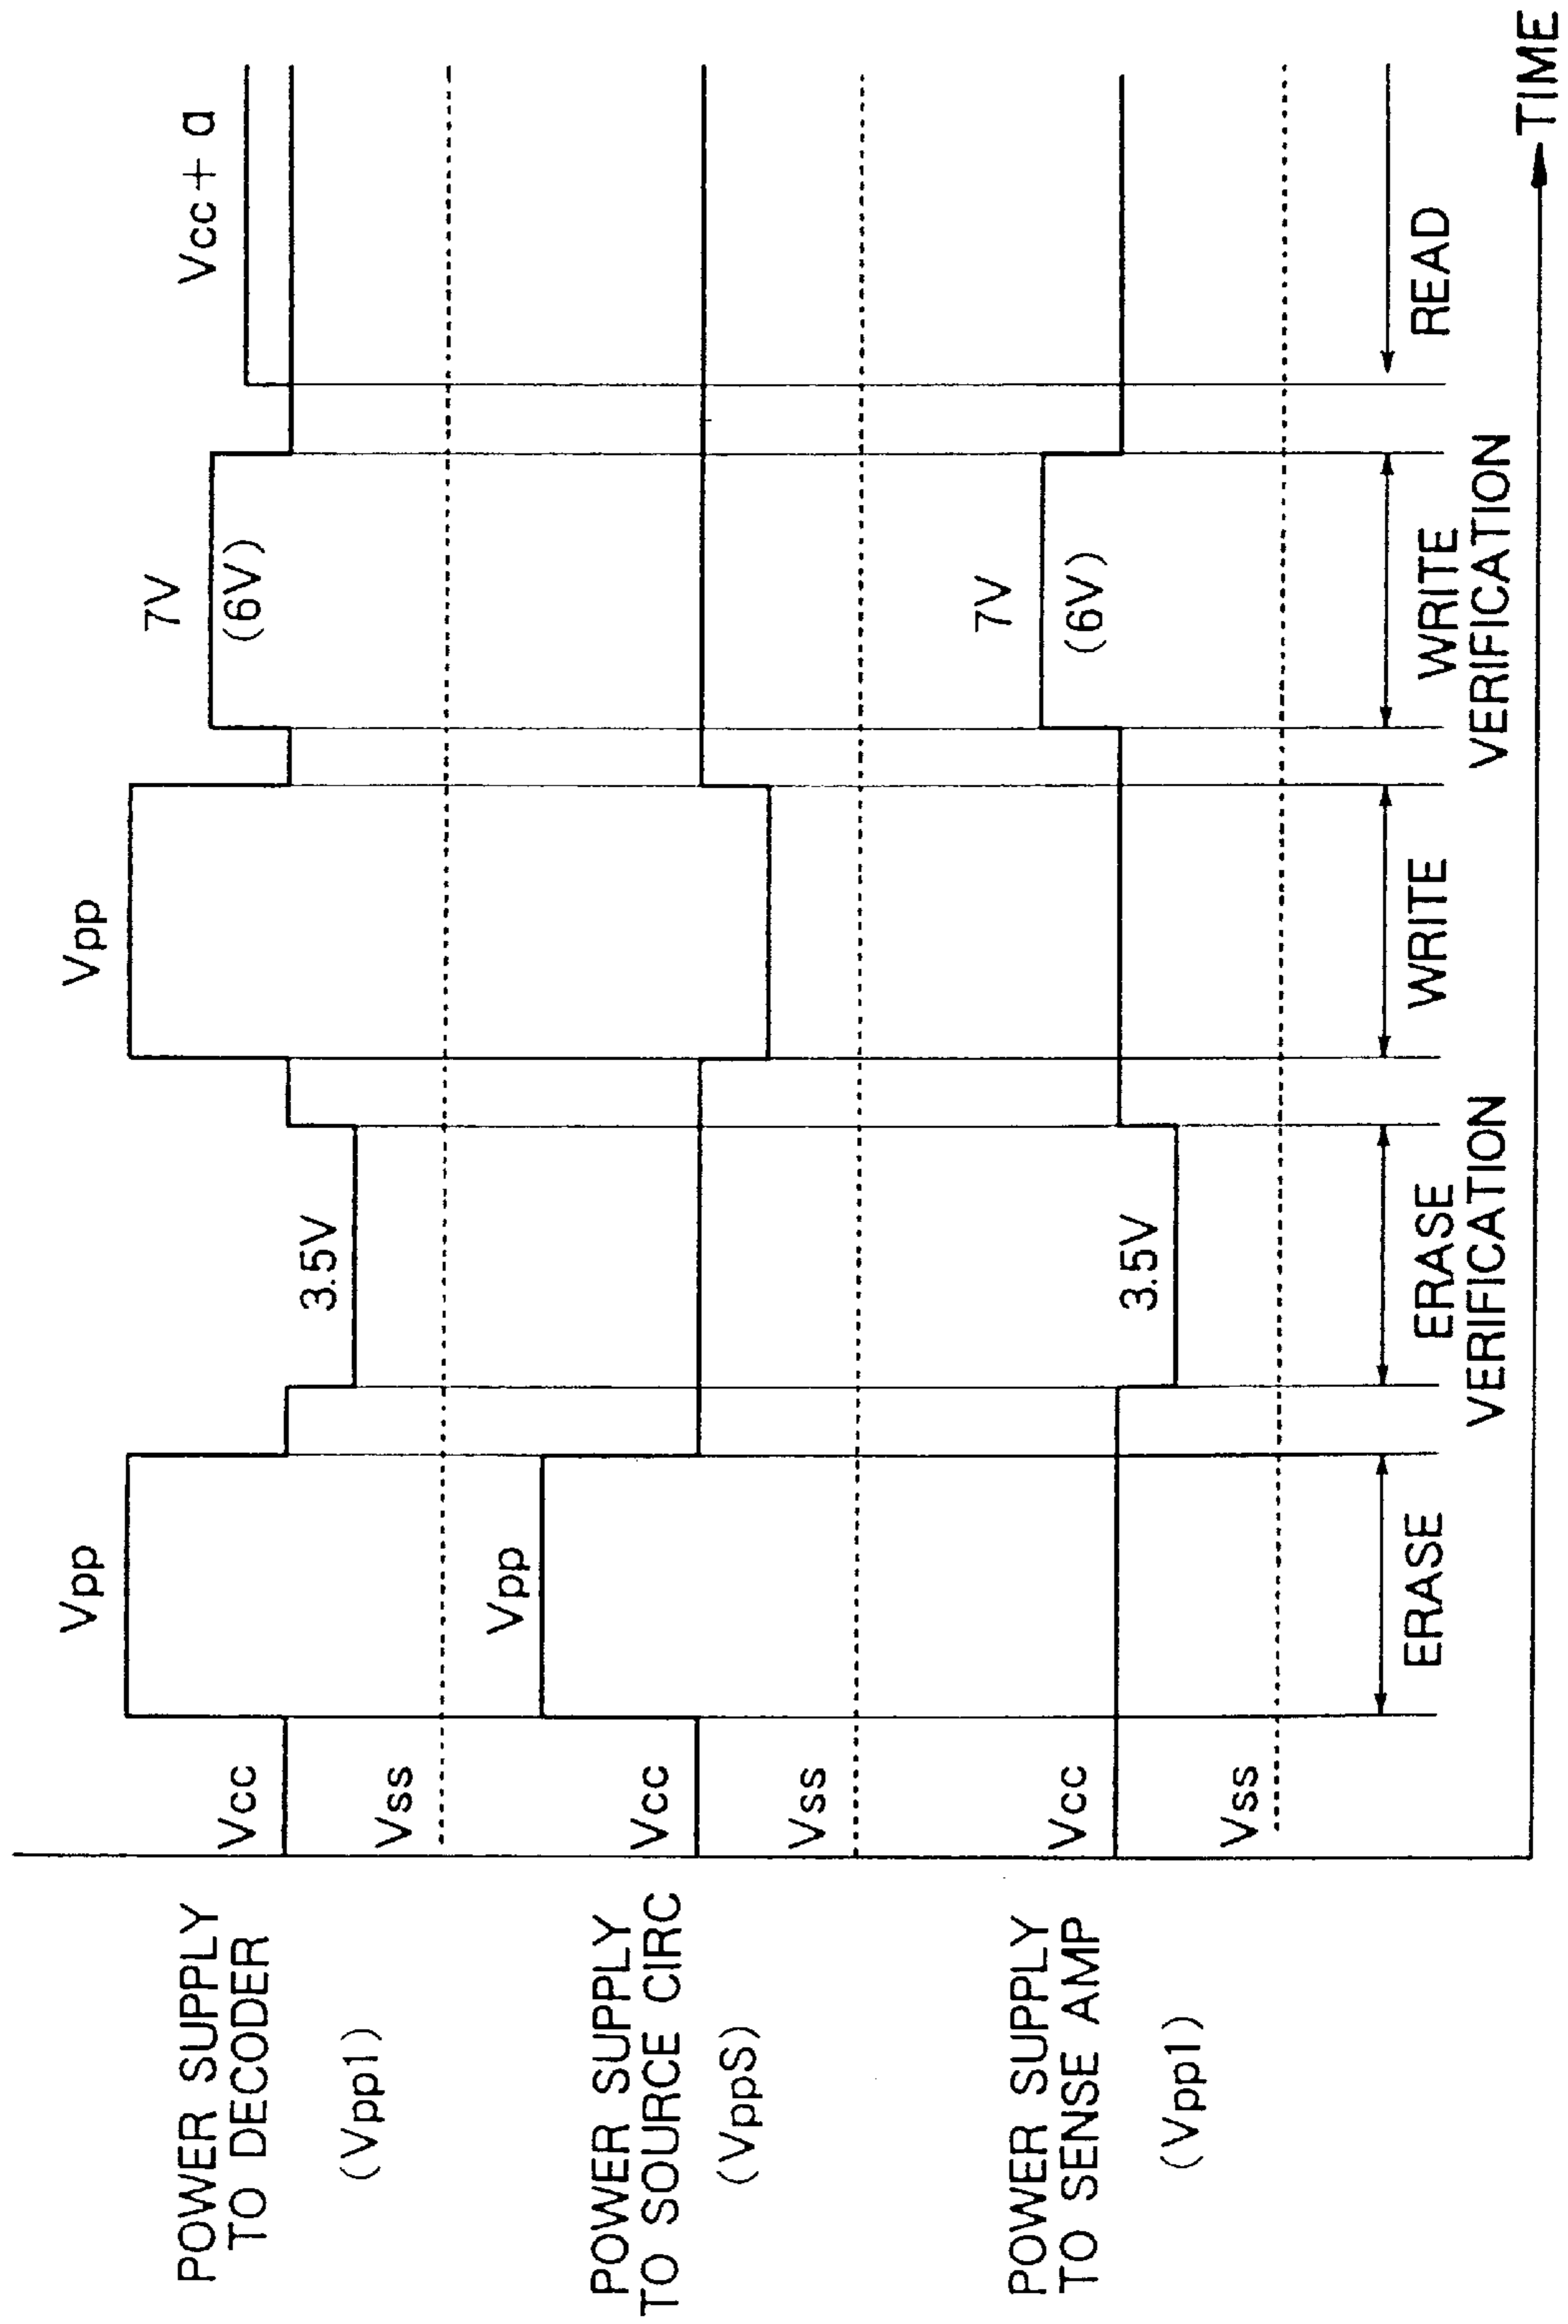 POWER SUPPLY
TO DECODER
(Vpp1)
Vcc
Vss
Vpp
3.5V
Vpp
7V
(6V)
Vcc + α
POWER SUPPLY
TO SOURCE CIRC
(VppS)
Vcc
Vss
Vpp
POWER SUPPLY
TO SENSE AMP
(Vpp1)
Vcc
Vss
3.5V
7V
(6V)
ERASE
ERASE
VERIFICATION
WRITE
WRITE
VERIFICATION
READ
TIME